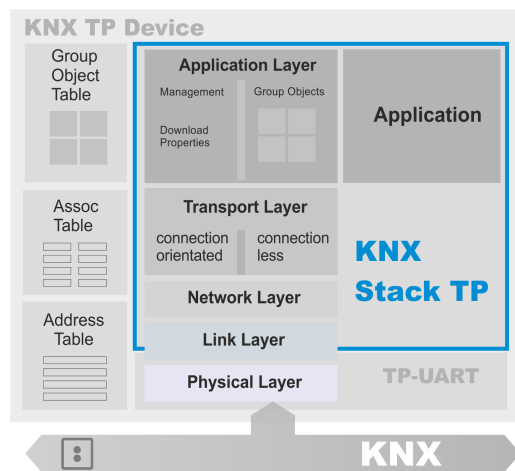 KNX TP Device
Group
Object
Table
Assoc
Table
Address
Table
Application Layer
Management
Group Objects
Download
Properties
Application
Transport Layer
connection
orientated
connection
less
Network Layer
Link Layer
Physical Layer
KNX
Stack TP
TP-UART
KNX